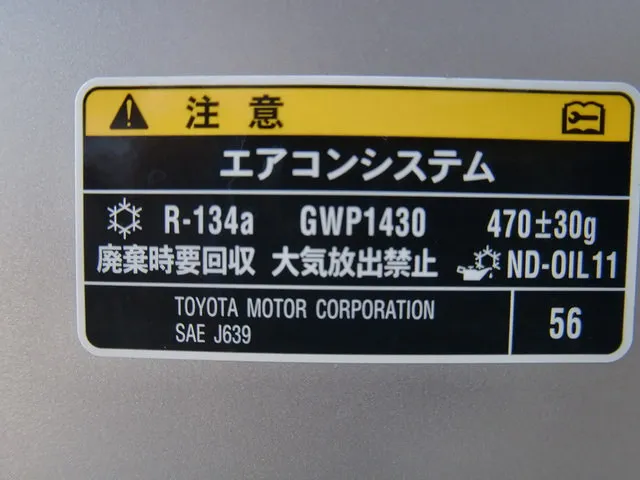 注意
エアコンシステム
R-134a GWP1430 470±30g
廃棄時要回収 大気放出禁止 ND-OIL11
TOYOTA MOTOR CORPORATION
SAE J639
56